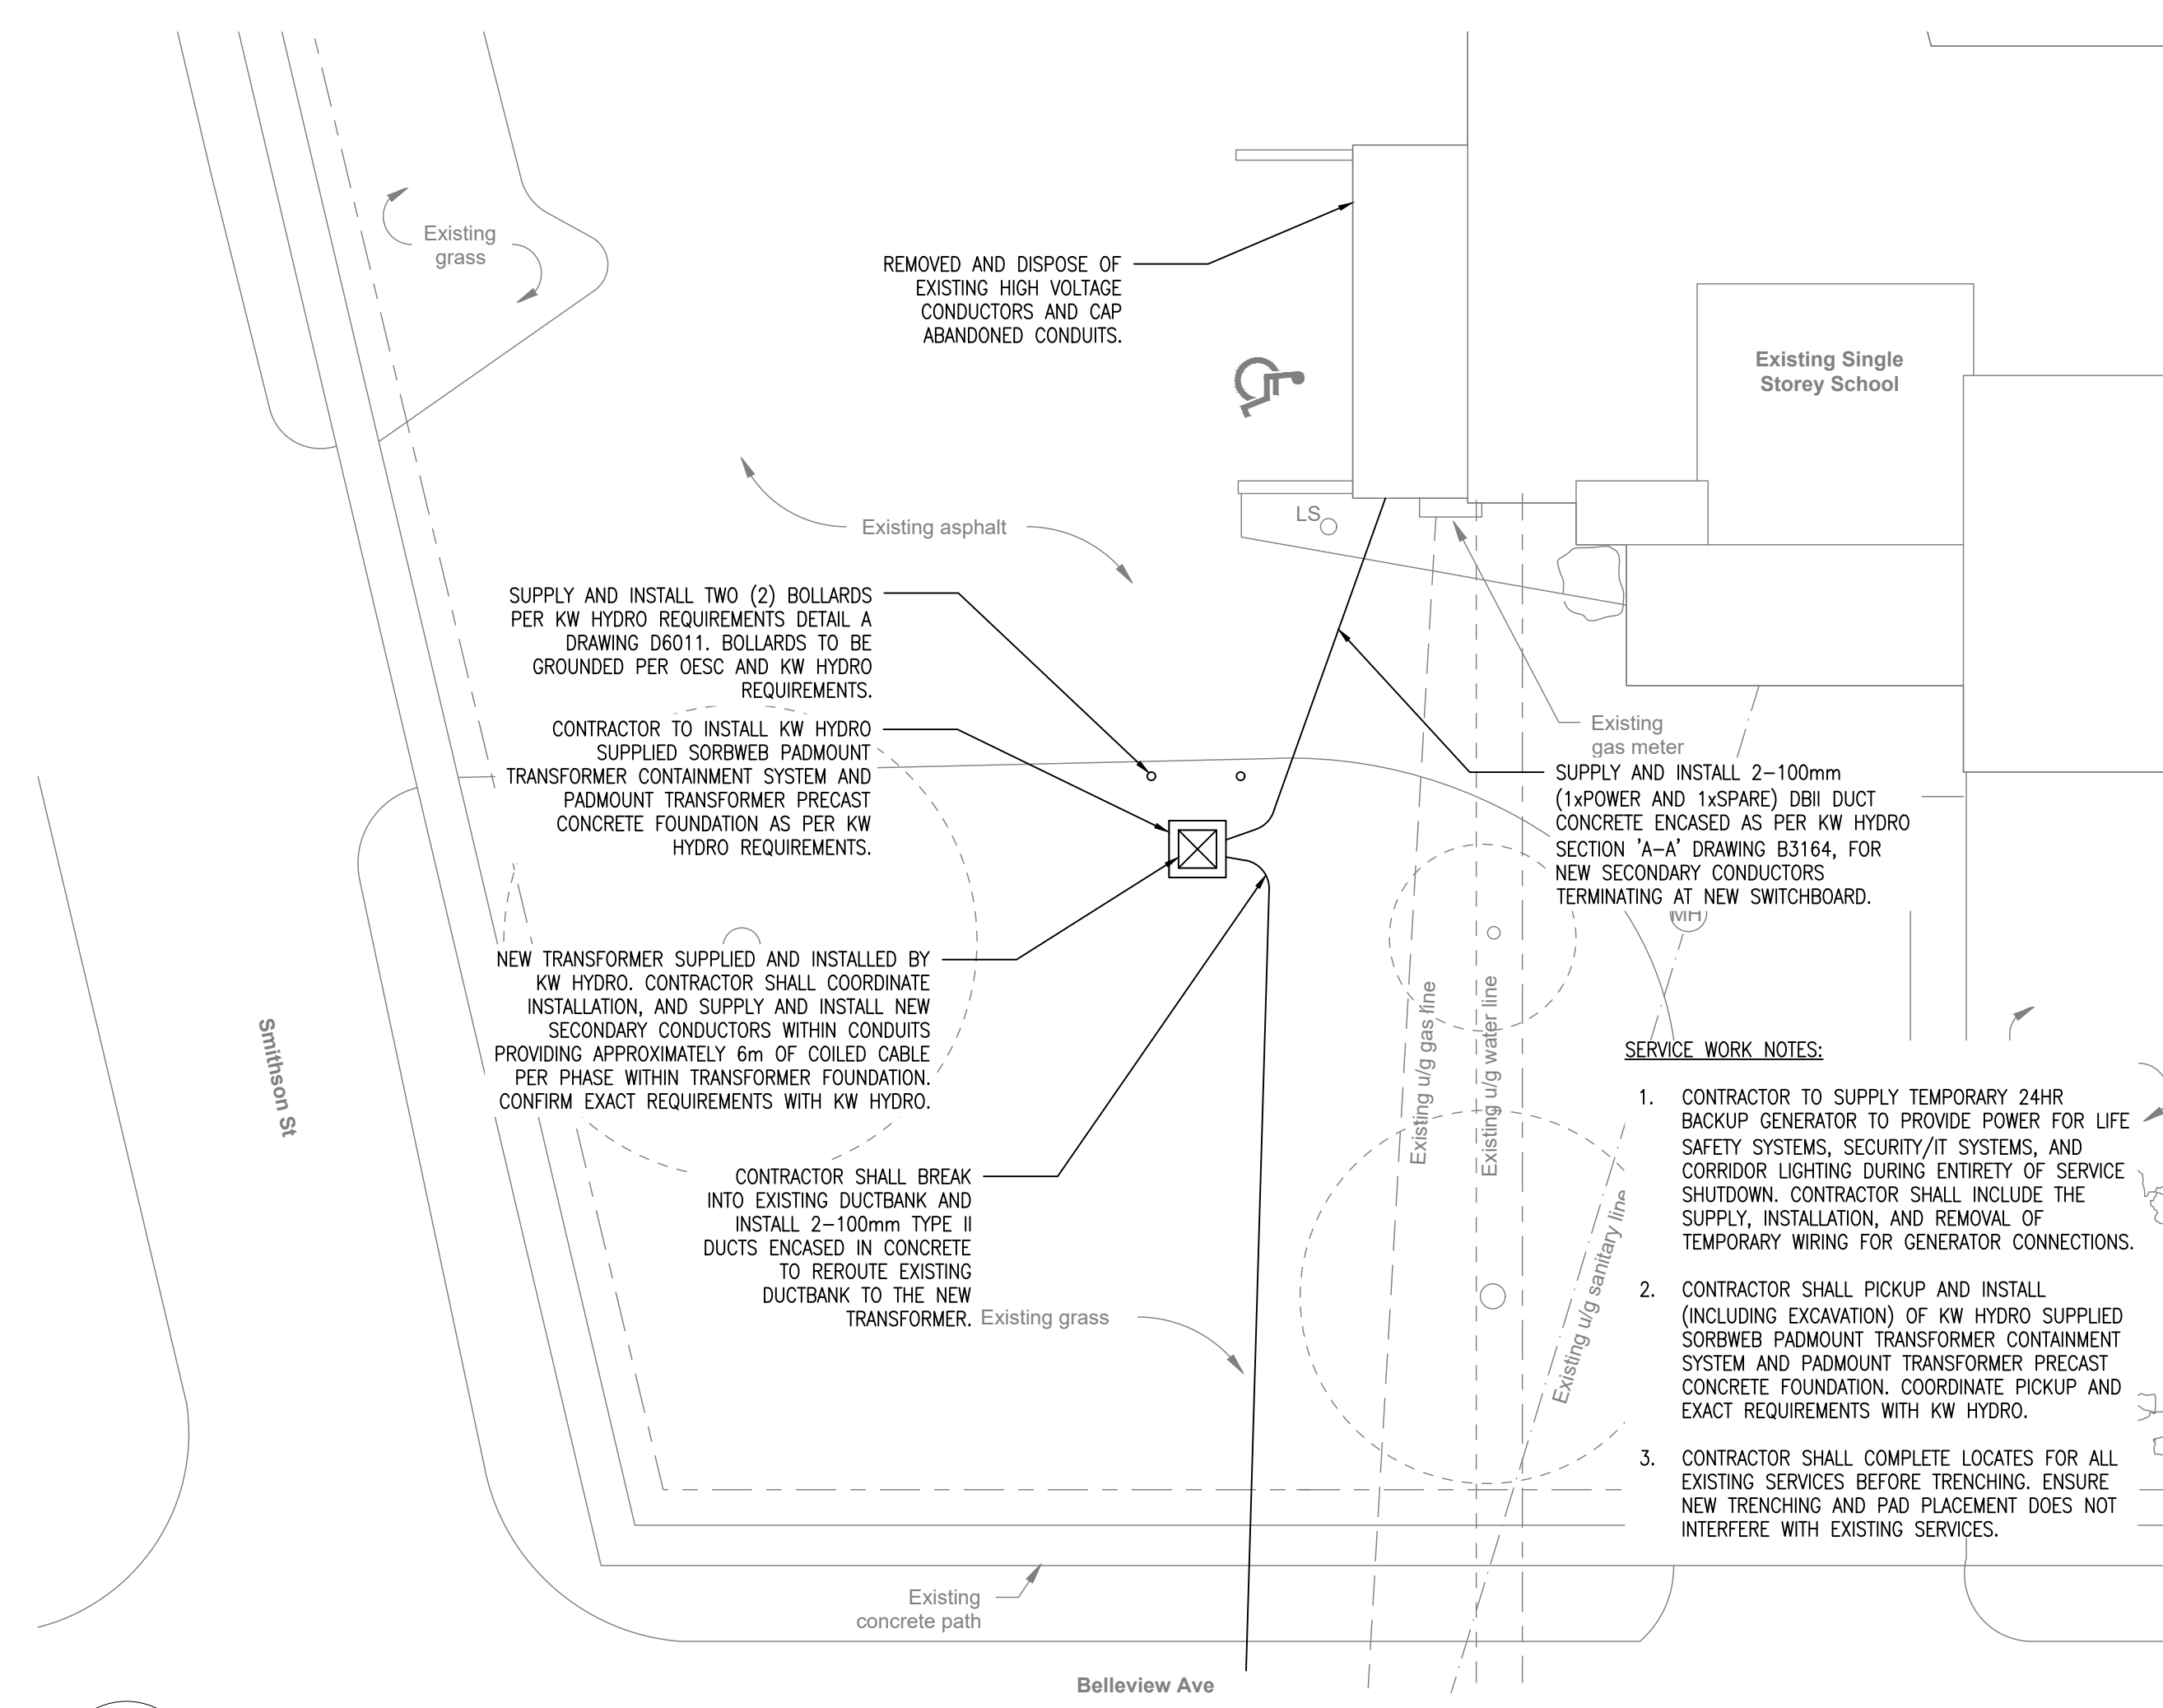 Existing
grass
REMOVED AND DISPOSE OF
EXISTING HIGH VOLTAGE
CONDUCTORS AND CAP
ABANDONED CONDUITS.
Existing Single
Storey School
LS
Existing asphalt
SUPPLY AND INSTALL TWO (2) BOLLARDS
PER KW HYDRO REQUIREMENTS DETAIL A
DRAWING D6011. BOLLARDS TO BE
GROUNDED PER OESC AND KW HYDRO
REQUIREMENTS.
CONTRACTOR TO INSTALL KW HYDRO
SUPPLIED SORBWEB PADMOUNT
TRANSFORMER CONTAINMENT SYSTEM AND
PADMOUNT TRANSFORMER PRECAST
CONCRETE FOUNDATION AS PER KW
HYDRO REQUIREMENTS.
Existing
gas meter
SUPPLY AND INSTALL 2-100mm
(1xPOWER AND 1xSPARE) DBII DUCT
CONCRETE ENCASED AS PER KW HYDRO
SECTION 'A-A' DRAWING B3164, FOR
NEW SECONDARY CONDUCTORS
TERMINATING AT NEW SWITCHBOARD.
MH
NEW TRANSFORMER SUPPLIED AND INSTALLED BY
KW HYDRO. CONTRACTOR SHALL COORDINATE
INSTALLATION, AND SUPPLY AND INSTALL NEW
SECONDARY CONDUCTORS WITHIN CONDUITS
PROVIDING APPROXIMATELY 6m OF COILED CABLE
PER PHASE WITHIN TRANSFORMER FOUNDATION.
CONFIRM EXACT REQUIREMENTS WITH KW HYDRO.
Smithson St
Existing u/g gas line
Existing u/g water line
Existing u/g sanitary line
CONTRACTOR SHALL BREAK
INTO EXISTING DUCTBANK AND
INSTALL 2-100mm TYPE II
DUCTS ENCASED IN CONCRETE
TO REROUTE EXISTING
DUCTBANK TO THE NEW
TRANSFORMER.
Existing grass
SERVICE WORK NOTES:
1. CONTRACTOR TO SUPPLY TEMPORARY 24HR
BACKUP GENERATOR TO PROVIDE POWER FOR LIFE
SAFETY SYSTEMS, SECURITY/IT SYSTEMS, AND
CORRIDOR LIGHTING DURING ENTIRETY OF SERVICE
SHUTDOWN. CONTRACTOR SHALL INCLUDE THE
SUPPLY, INSTALLATION, AND REMOVAL OF
TEMPORARY WIRING FOR GENERATOR CONNECTIONS.
2. CONTRACTOR SHALL PICKUP AND INSTALL
(INCLUDING EXCAVATION) OF KW HYDRO SUPPLIED
SORBWEB PADMOUNT TRANSFORMER CONTAINMENT
SYSTEM AND PADMOUNT TRANSFORMER PRECAST
CONCRETE FOUNDATION. COORDINATE PICKUP AND
EXACT REQUIREMENTS WITH KW HYDRO.
3. CONTRACTOR SHALL COMPLETE LOCATES FOR ALL
EXISTING SERVICES BEFORE TRENCHING. ENSURE
NEW TRENCHING AND PAD PLACEMENT DOES NOT
INTERFERE WITH EXISTING SERVICES.
Existing
concrete path
Belleview Ave